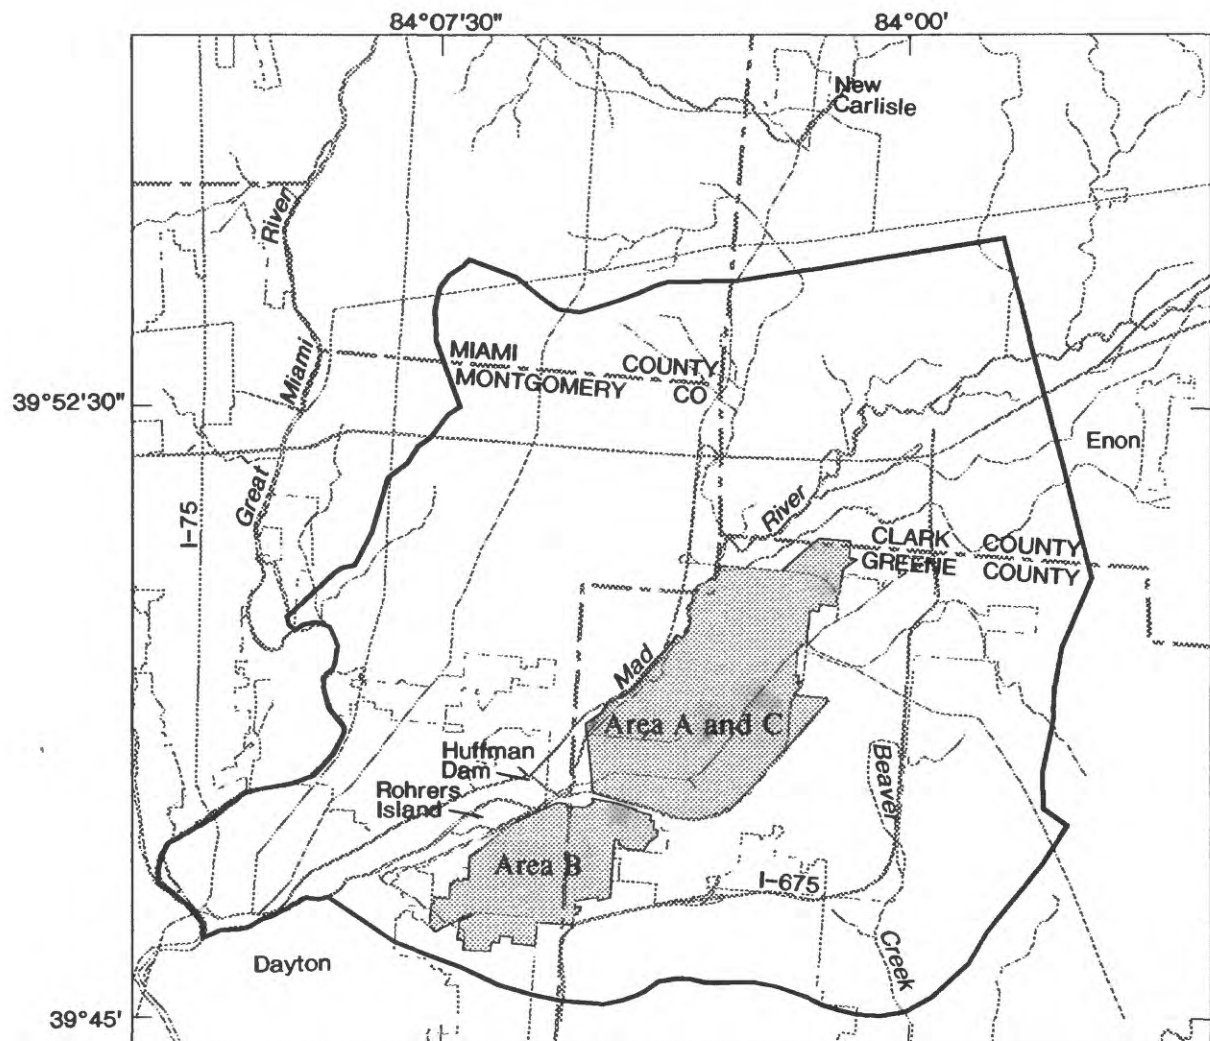 84°07'30"
84°00'
New
Carlisle
River
Miami
Great
MIAMI COUNTY
MONTGOMERY CO
39°52'30"
Enon
I-75
River
CLARK COUNTY
GREENE COUNTY
Mad
Area A and C
Huffman
Dam
Rohrers
Island
Beaver
Area B
I-675
Creek
Dayton
39°45'